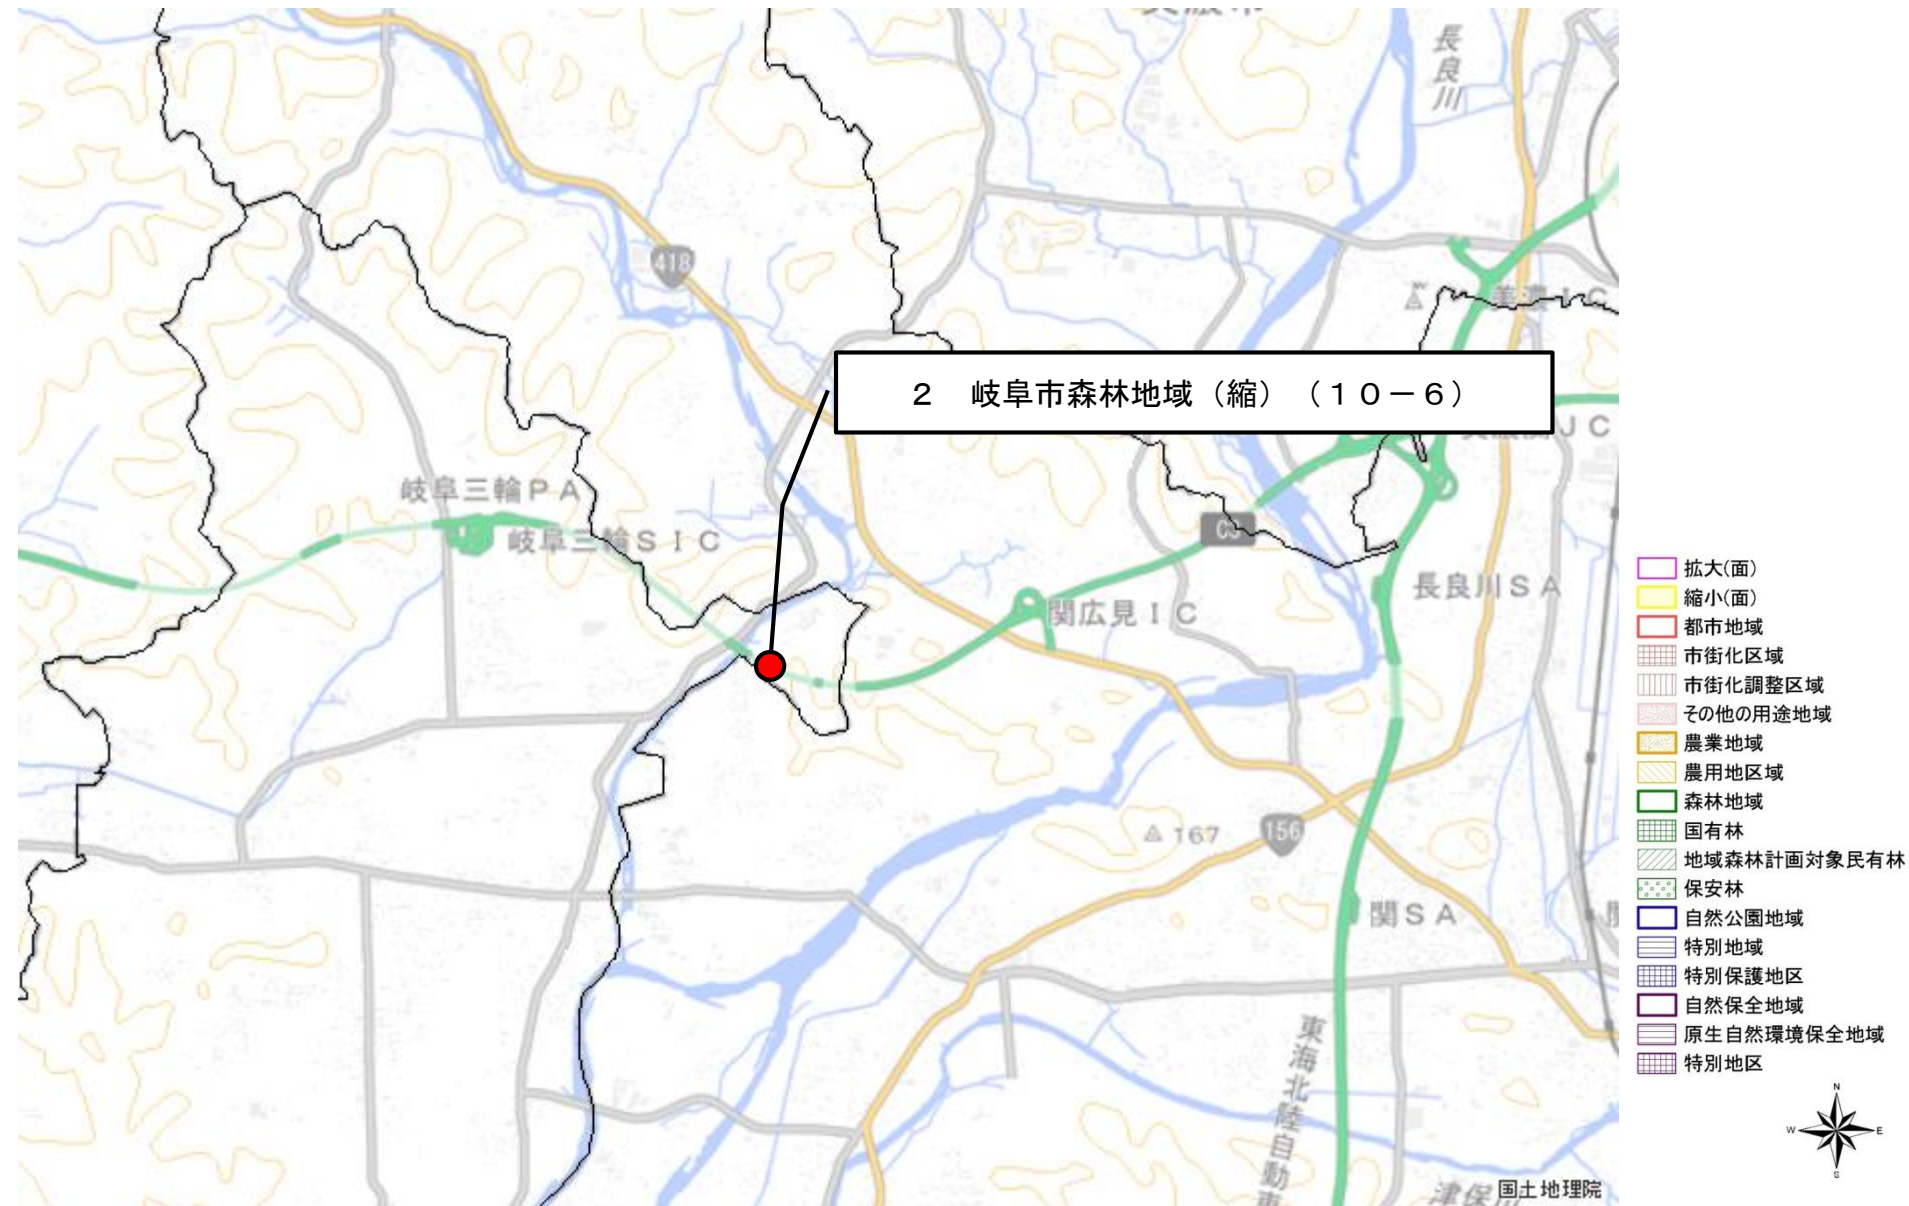 長良川
418
美濃ＩＣ
２　岐阜市森林地域（縮）（１０－６）
ＪＣ
岐阜三輪ＰＡ
岐阜三輪ＳＩＣ
C3
長良川ＳＡ
関広見ＩＣ
167
156
関ＳＡ
東海北陸自動車
津保川
国土地理院
拡大(面)
縮小(面)
都市地域
市街化区域
市街化調整区域
その他の用途地域
農業地域
農用地区域
森林地域
国有林
地域森林計画対象民有林
保安林
自然公園地域
特別地域
特別保護地区
自然保全地域
原生自然環境保全地域
特別地区
N
W
E
S